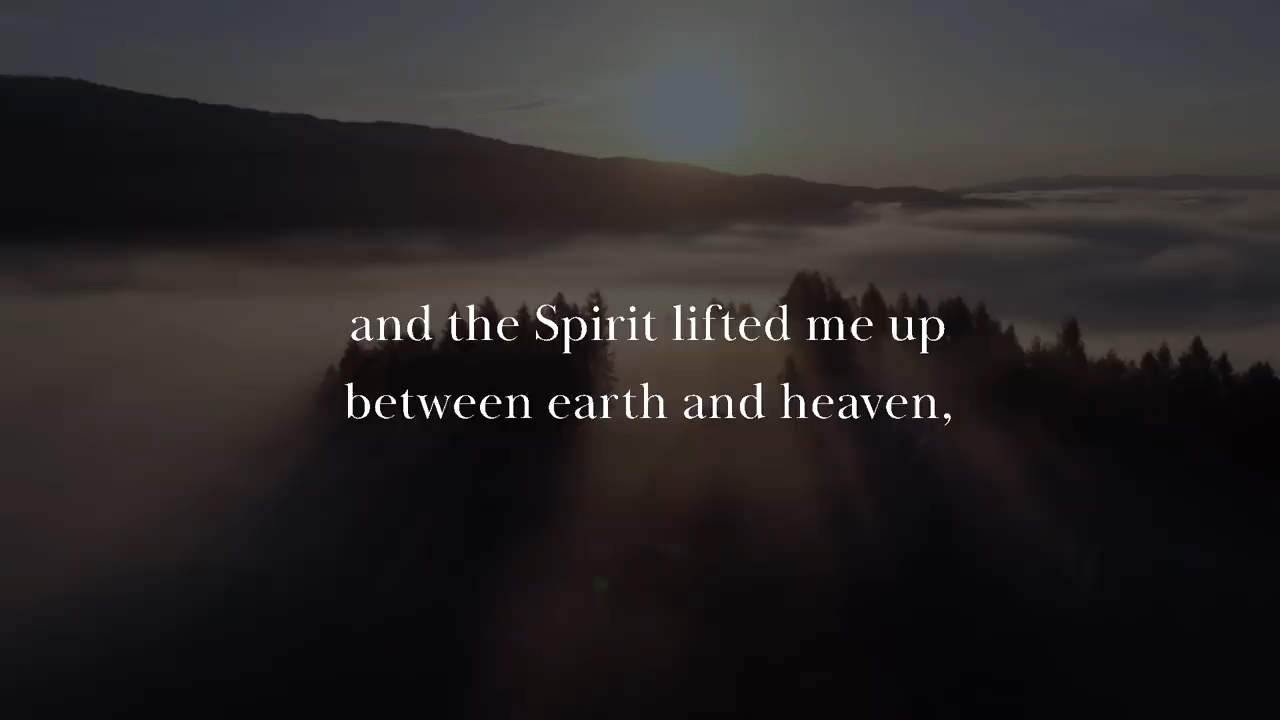 and the Spirit lifted me up
between earth and heaven,